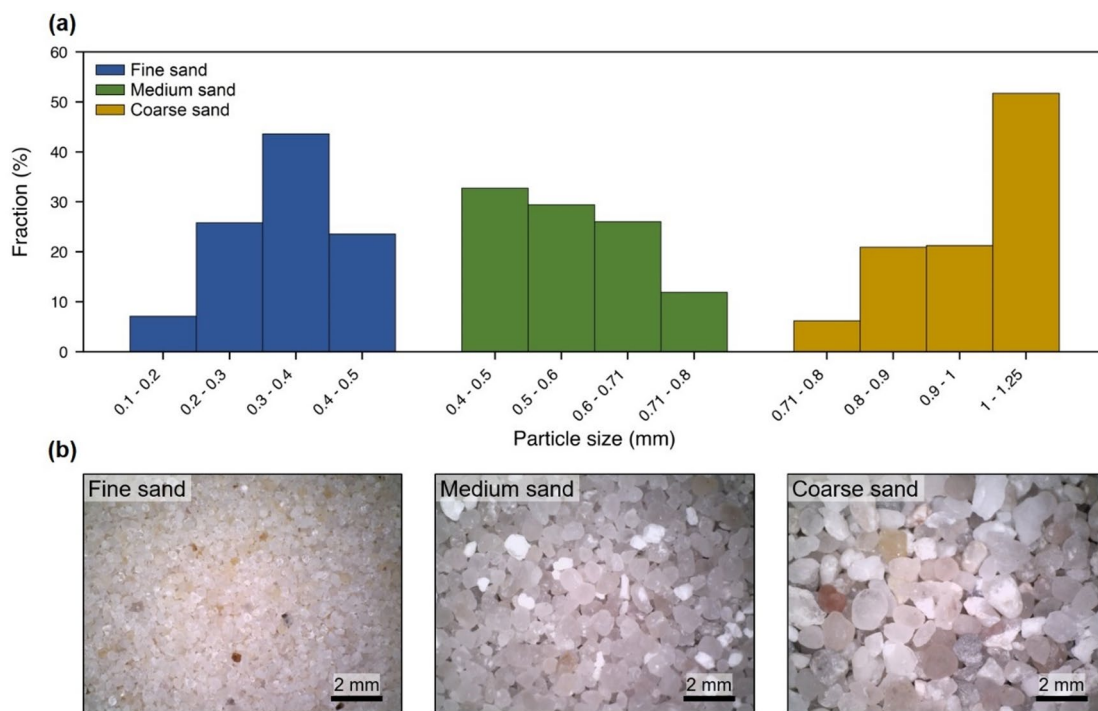 (a)
60
50
40
30
20
10
0
Fraction (%)
Fine sand
Medium sand
Coarse sand
0.1 - 0.2
0.2 - 0.3
0.3 - 0.4
0.4 - 0.5
0.4 - 0.5
0.5 - 0.6
0.6 - 0.71
0.71 - 0.8
0.71 - 0.8
0.8 - 0.9
0.9 - 1
1 - 1.25
Particle size (mm)
(b)
Fine sand
2 mm
Medium sand
2 mm
Coarse sand
2 mm